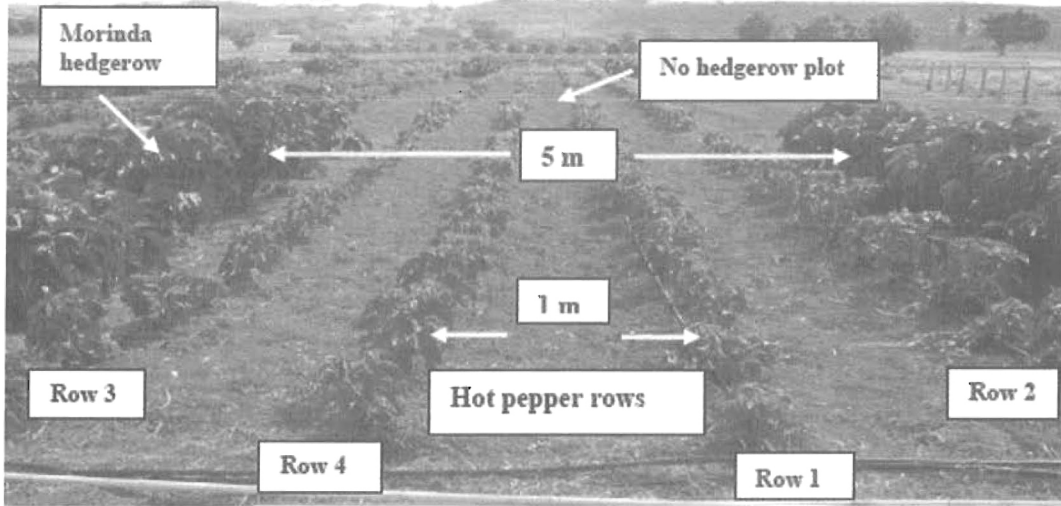 Morinda
hedgerow
No hedgerow plot
5 m
1 m
Row 3
Hot pepper rows
Row 2
Row 4
Row 1